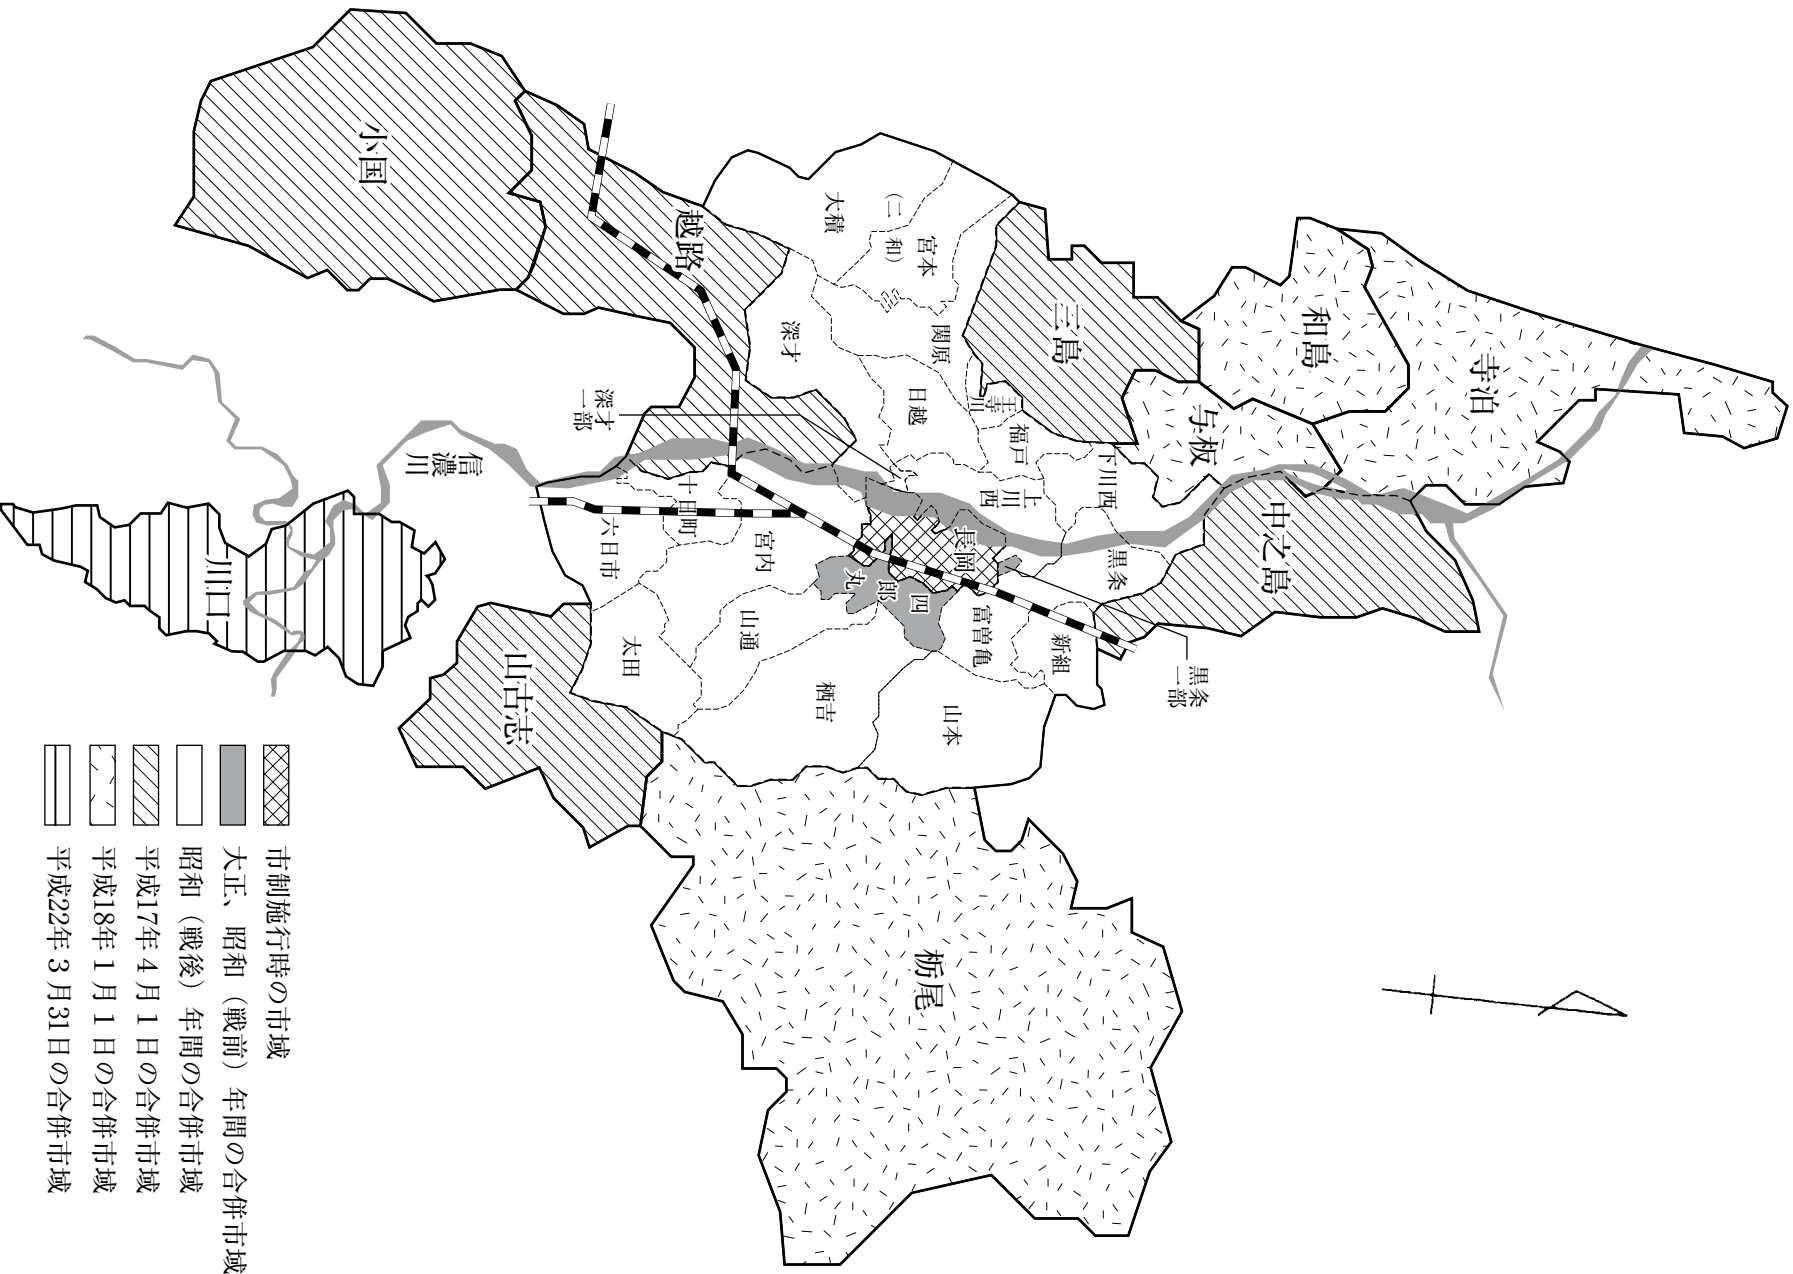 寺泊
和島
与板
中之島
三島
下川西
黒条
福戸
王寺川
上川西
新組
黒条一部
関原
宮本
(二和)
大積
日越
長岡
富曽亀
山本
四郎丸
深才
深才一部
栖吉
栃尾
宮内
山通
越路
十日町
六日市
太田
山古志
小国
信濃川
川口
市制施行時の市域
大正、昭和（戦前）年間の合併市域
昭和（戦後）年間の合併市域
平成17年４月１日の合併市域
平成18年１月１日の合併市域
平成22年３月31日の合併市域